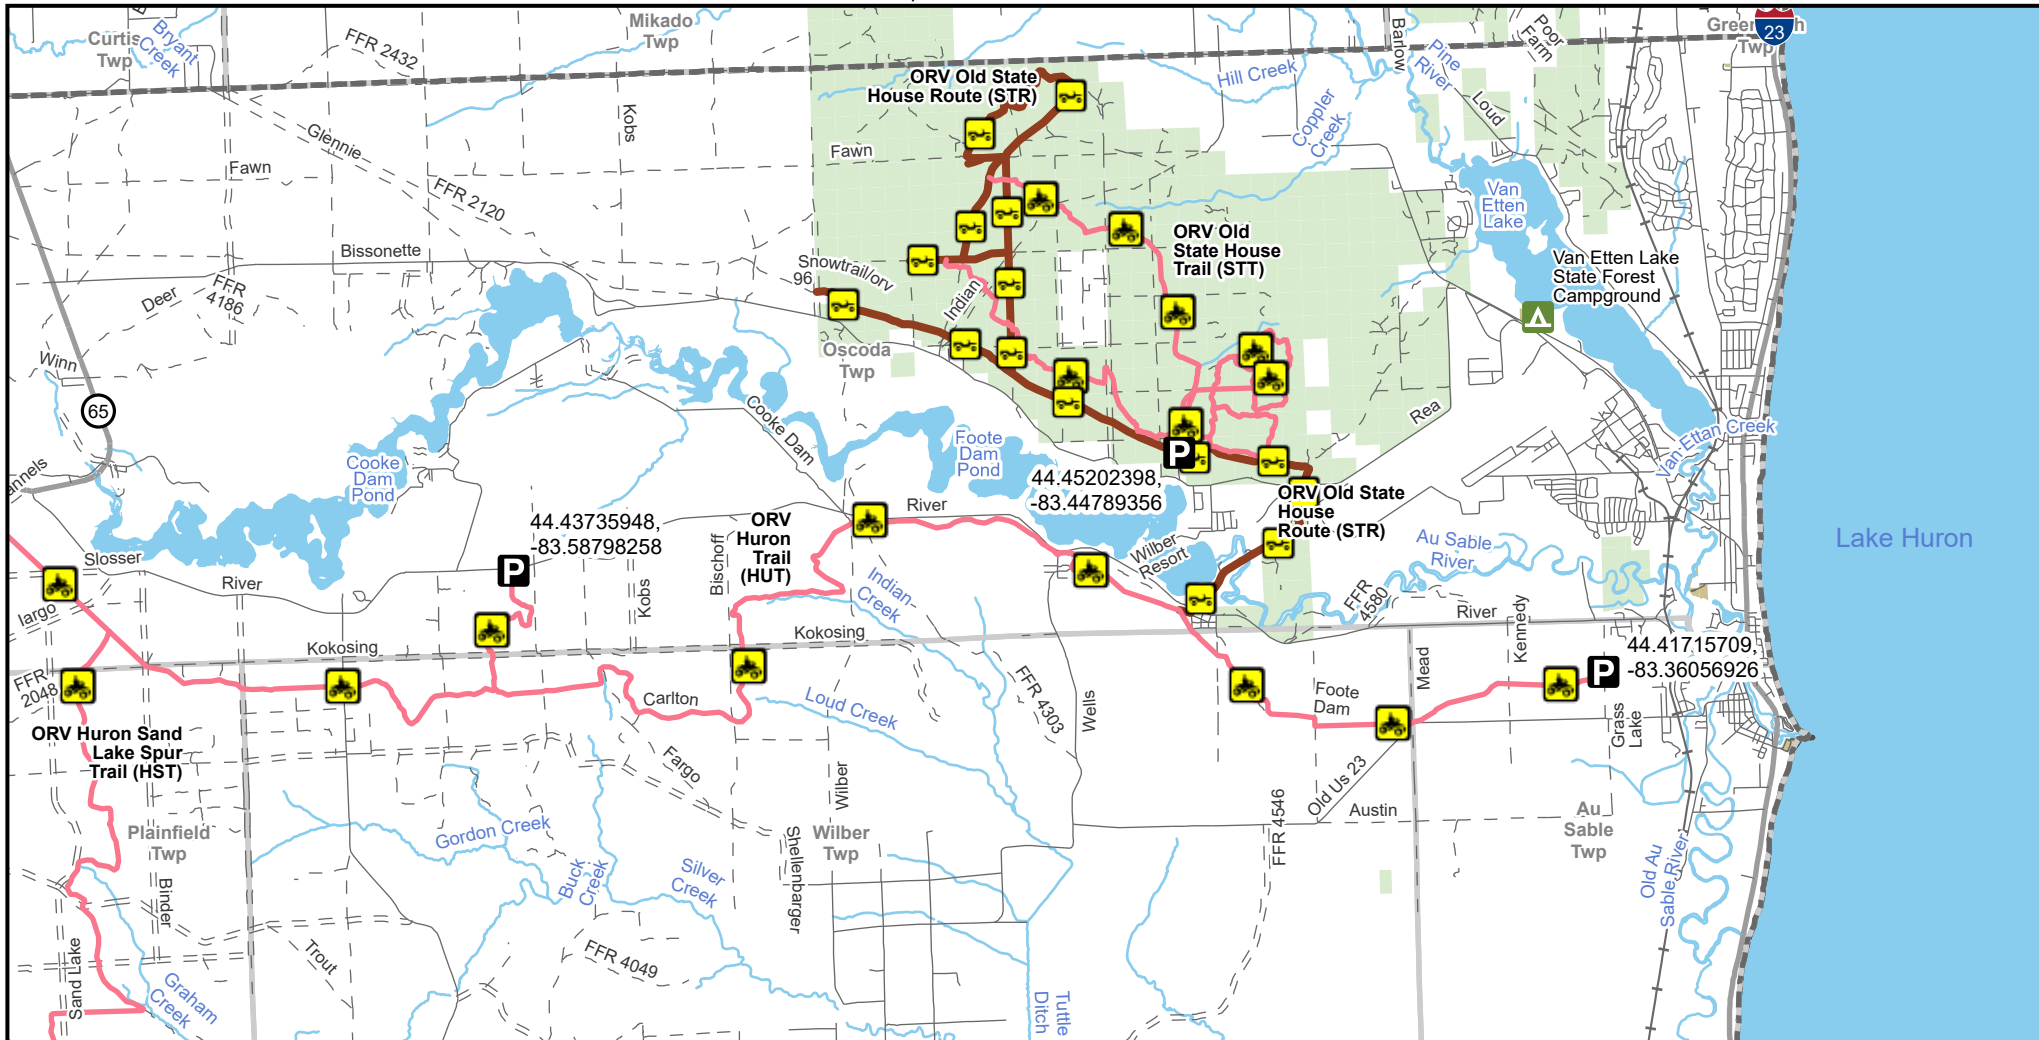 Curtis
Twp
Bryant
Creek
FFR 2432
Mikado
Twp
ORV Old State
House Route (STR)
Hill Creek
Barlow
Pine
River
Poor
Farm
Twp
23
Loud
Coppler
Creek
Glennie
Kobs
Fawn
Fawn
FFR 2120
Bissonette
Van
Etten
Lake
ORV Old
State House
Trail (STT)
Snowtrail/orv
96
Indian
Deer
FFR
4186
Van Etten Lake
State Forest
Campground
Winn
Oscoda
Twp
65
Cooke Dam
Rea
Van Ettan Creek
Foote
Dam
Pond
Cooke
Dam
Pond
P
44.45202398,
-83.44789356
ORV Old State
House
Route (STR)
River
44.43735948,
-83.58798258
P
ORV
Huron
Trail
(HUT)
Bischoff
Kobs
Wilber
Resort
Au Sable
River
Lake Huron
Slosser
River
Indian
Creek
FFR
4580
River
Kennedy
Kokosing
Kokosing
44.41715709,
-83.36056926
P
FFR
2048
Carlton
Loud Creek
FFR 4303
Wells
Foote
Dam
Mead
Grass
Lake
ORV Huron Sand
Lake Spur
Trail (HST)
Fargo
Wilber
Old Us 23
FFR 4546
Austin
Plainfield
Twp
Gordon Creek
Shellenbarger
Wilber
Twp
Au
Sable
Twp
Buck
Creek
Silver
Creek
Old Au
Sable River
Binder
Trout
FFR 4049
Sand Lake
Graham
Creek
Tuttle
Ditch